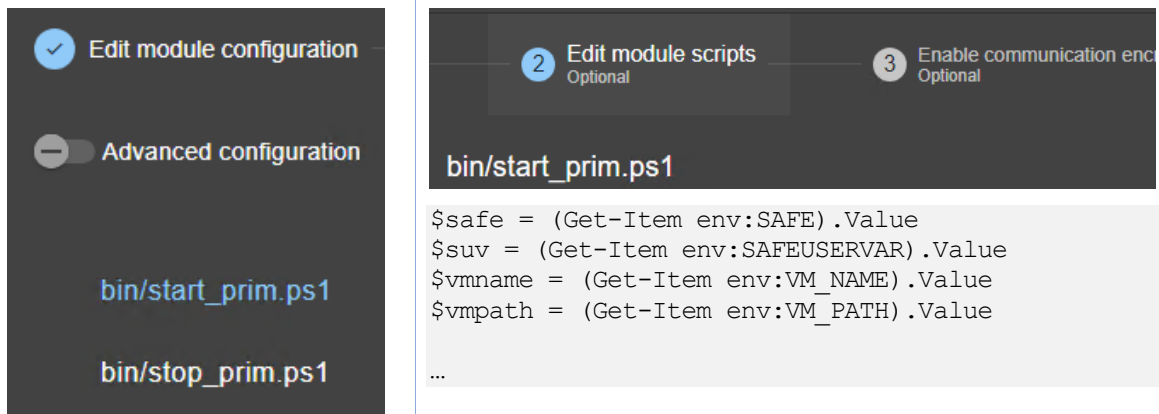 Edit module configuration
Advanced configuration
bin/start_prim.ps1
bin/stop_prim.ps1
2 Edit module scripts
Optional
3 Enable communication
Optional
bin/start_prim.ps1
$safe = (Get-Item env:SAFE).Value
$suv = (Get-Item env:SAFEUSERVAR).Value
$vmname = (Get-Item env:VM_NAME).Value
$vmpath = (Get-Item env:VM_PATH).Value
…